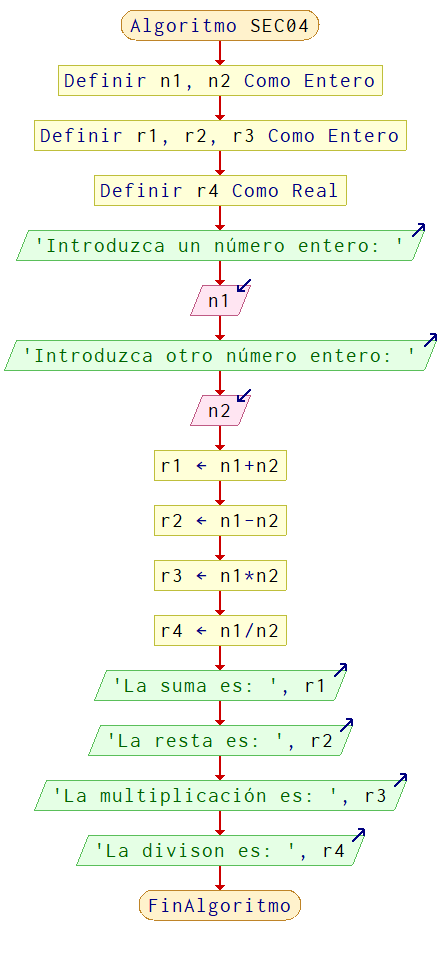 Algoritmo SEC04
Definir n1, n2 Como Entero
Definir r1, r2, r3 Como Entero
Definir r4 Como Real
'Introduzca un número entero: '
n1
'Introduzca otro número entero: '
n2
r1 ← n1+n2
r2 ← n1-n2
r3 ← n1*n2
r4 ← n1/n2
'La suma es: ', r1
'La resta es: ', r2
'La multiplicación es: ', r3
'La divison es: ', r4
FinAlgoritmo